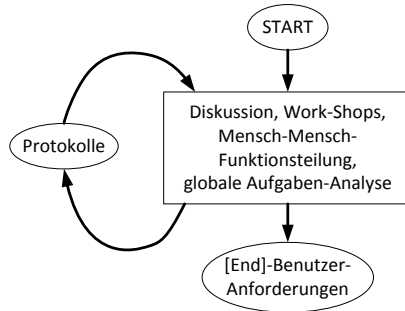 START
Diskussion, Work-Shops,
Mensch-Mensch-
Funktionsteilung,
globale Aufgaben-Analyse
Protokolle
[End]-Benutzer-
Anforderungen